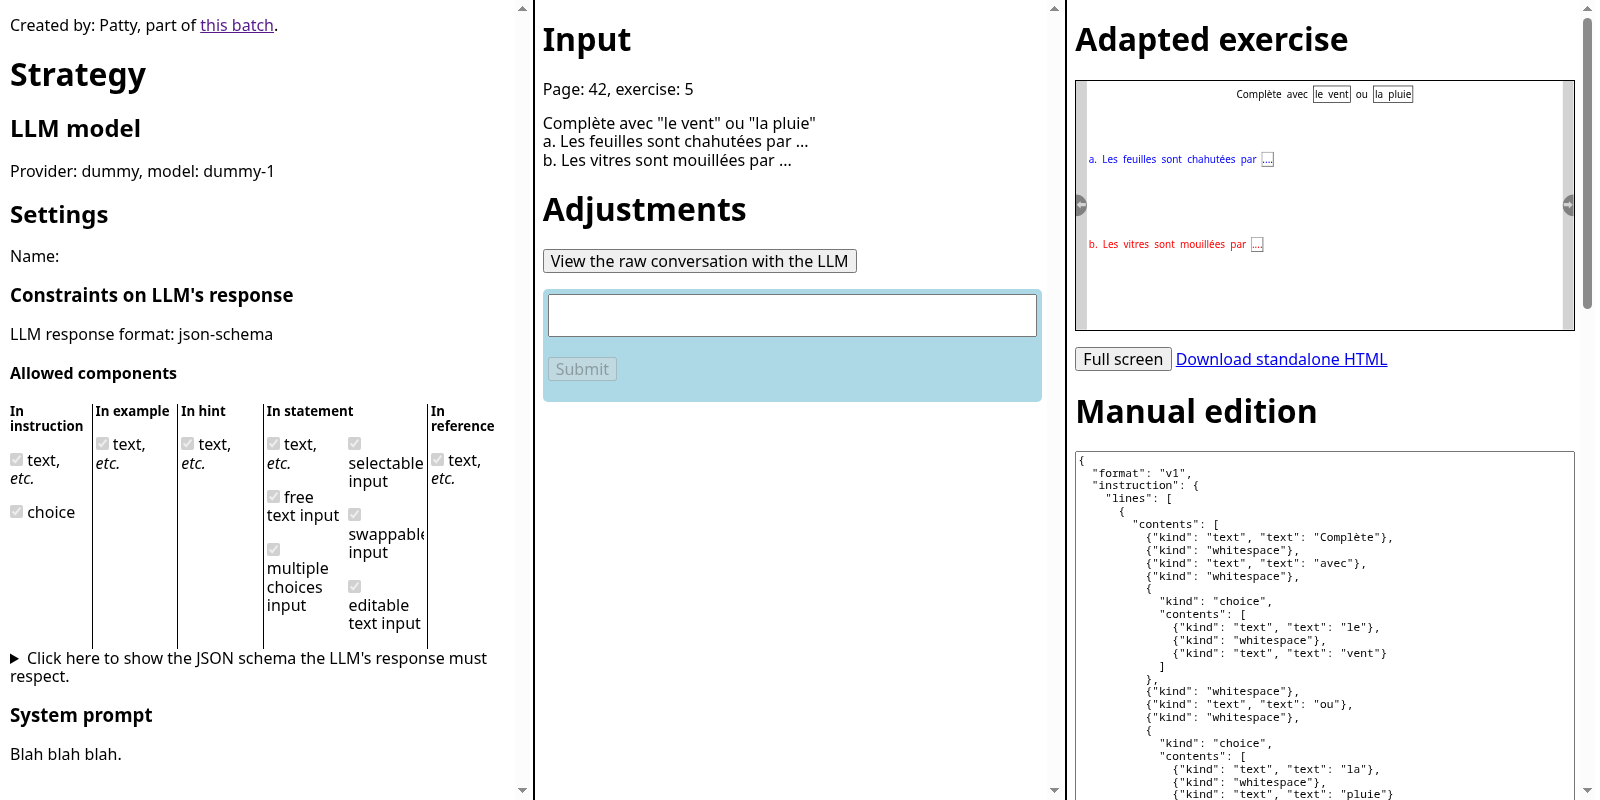 Created by: Patty, part of this batch.
Strategy
LLM model
Provider: dummy, model: dummy-1
Settings
Name:
Constraints on LLM's response
LLM response format: json-schema
Allowed components
In instruction
text, etc.
choice
In example
text, etc.
In hint
text, etc.
In statement
text, etc.
free text input
multiple choices input
selectable input
swappable input
editable text input
In reference
text, etc.
Click here to show the JSON schema the LLM's response must
respect.
System prompt
Blah blah blah.
Input
Page: 42, exercise: 5
Complète avec "le vent" ou "la pluie"
a. Les feuilles sont chahutées par ...
b. Les vitres sont mouillées par ...
Adjustments
View the raw conversation with the LLM
Submit
Adapted exercise
Complète avec le vent ou la pluie
a. Les feuilles sont chahutées par ....
b. Les vitres sont mouillées par ....
Full screen Download standalone HTML
Manual edition
{
  "format": "v1",
  "instruction": {
    "lines": [
      {
        "contents": [
          {"kind": "text", "text": "Complète"},
          {"kind": "whitespace"},
          {"kind": "text", "text": "avec"},
          {"kind": "whitespace"},
          {
            "kind": "choice",
            "contents": [
              {"kind": "text", "text": "le"},
              {"kind": "whitespace"},
              {"kind": "text", "text": "vent"}
            ]
          },
          {"kind": "whitespace"},
          {"kind": "text", "text": "ou"},
          {"kind": "whitespace"},
          {
            "kind": "choice",
            "contents": [
              {"kind": "text", "text": "la"},
              {"kind": "whitespace"},
              {"kind": "text", "text": "pluie"}